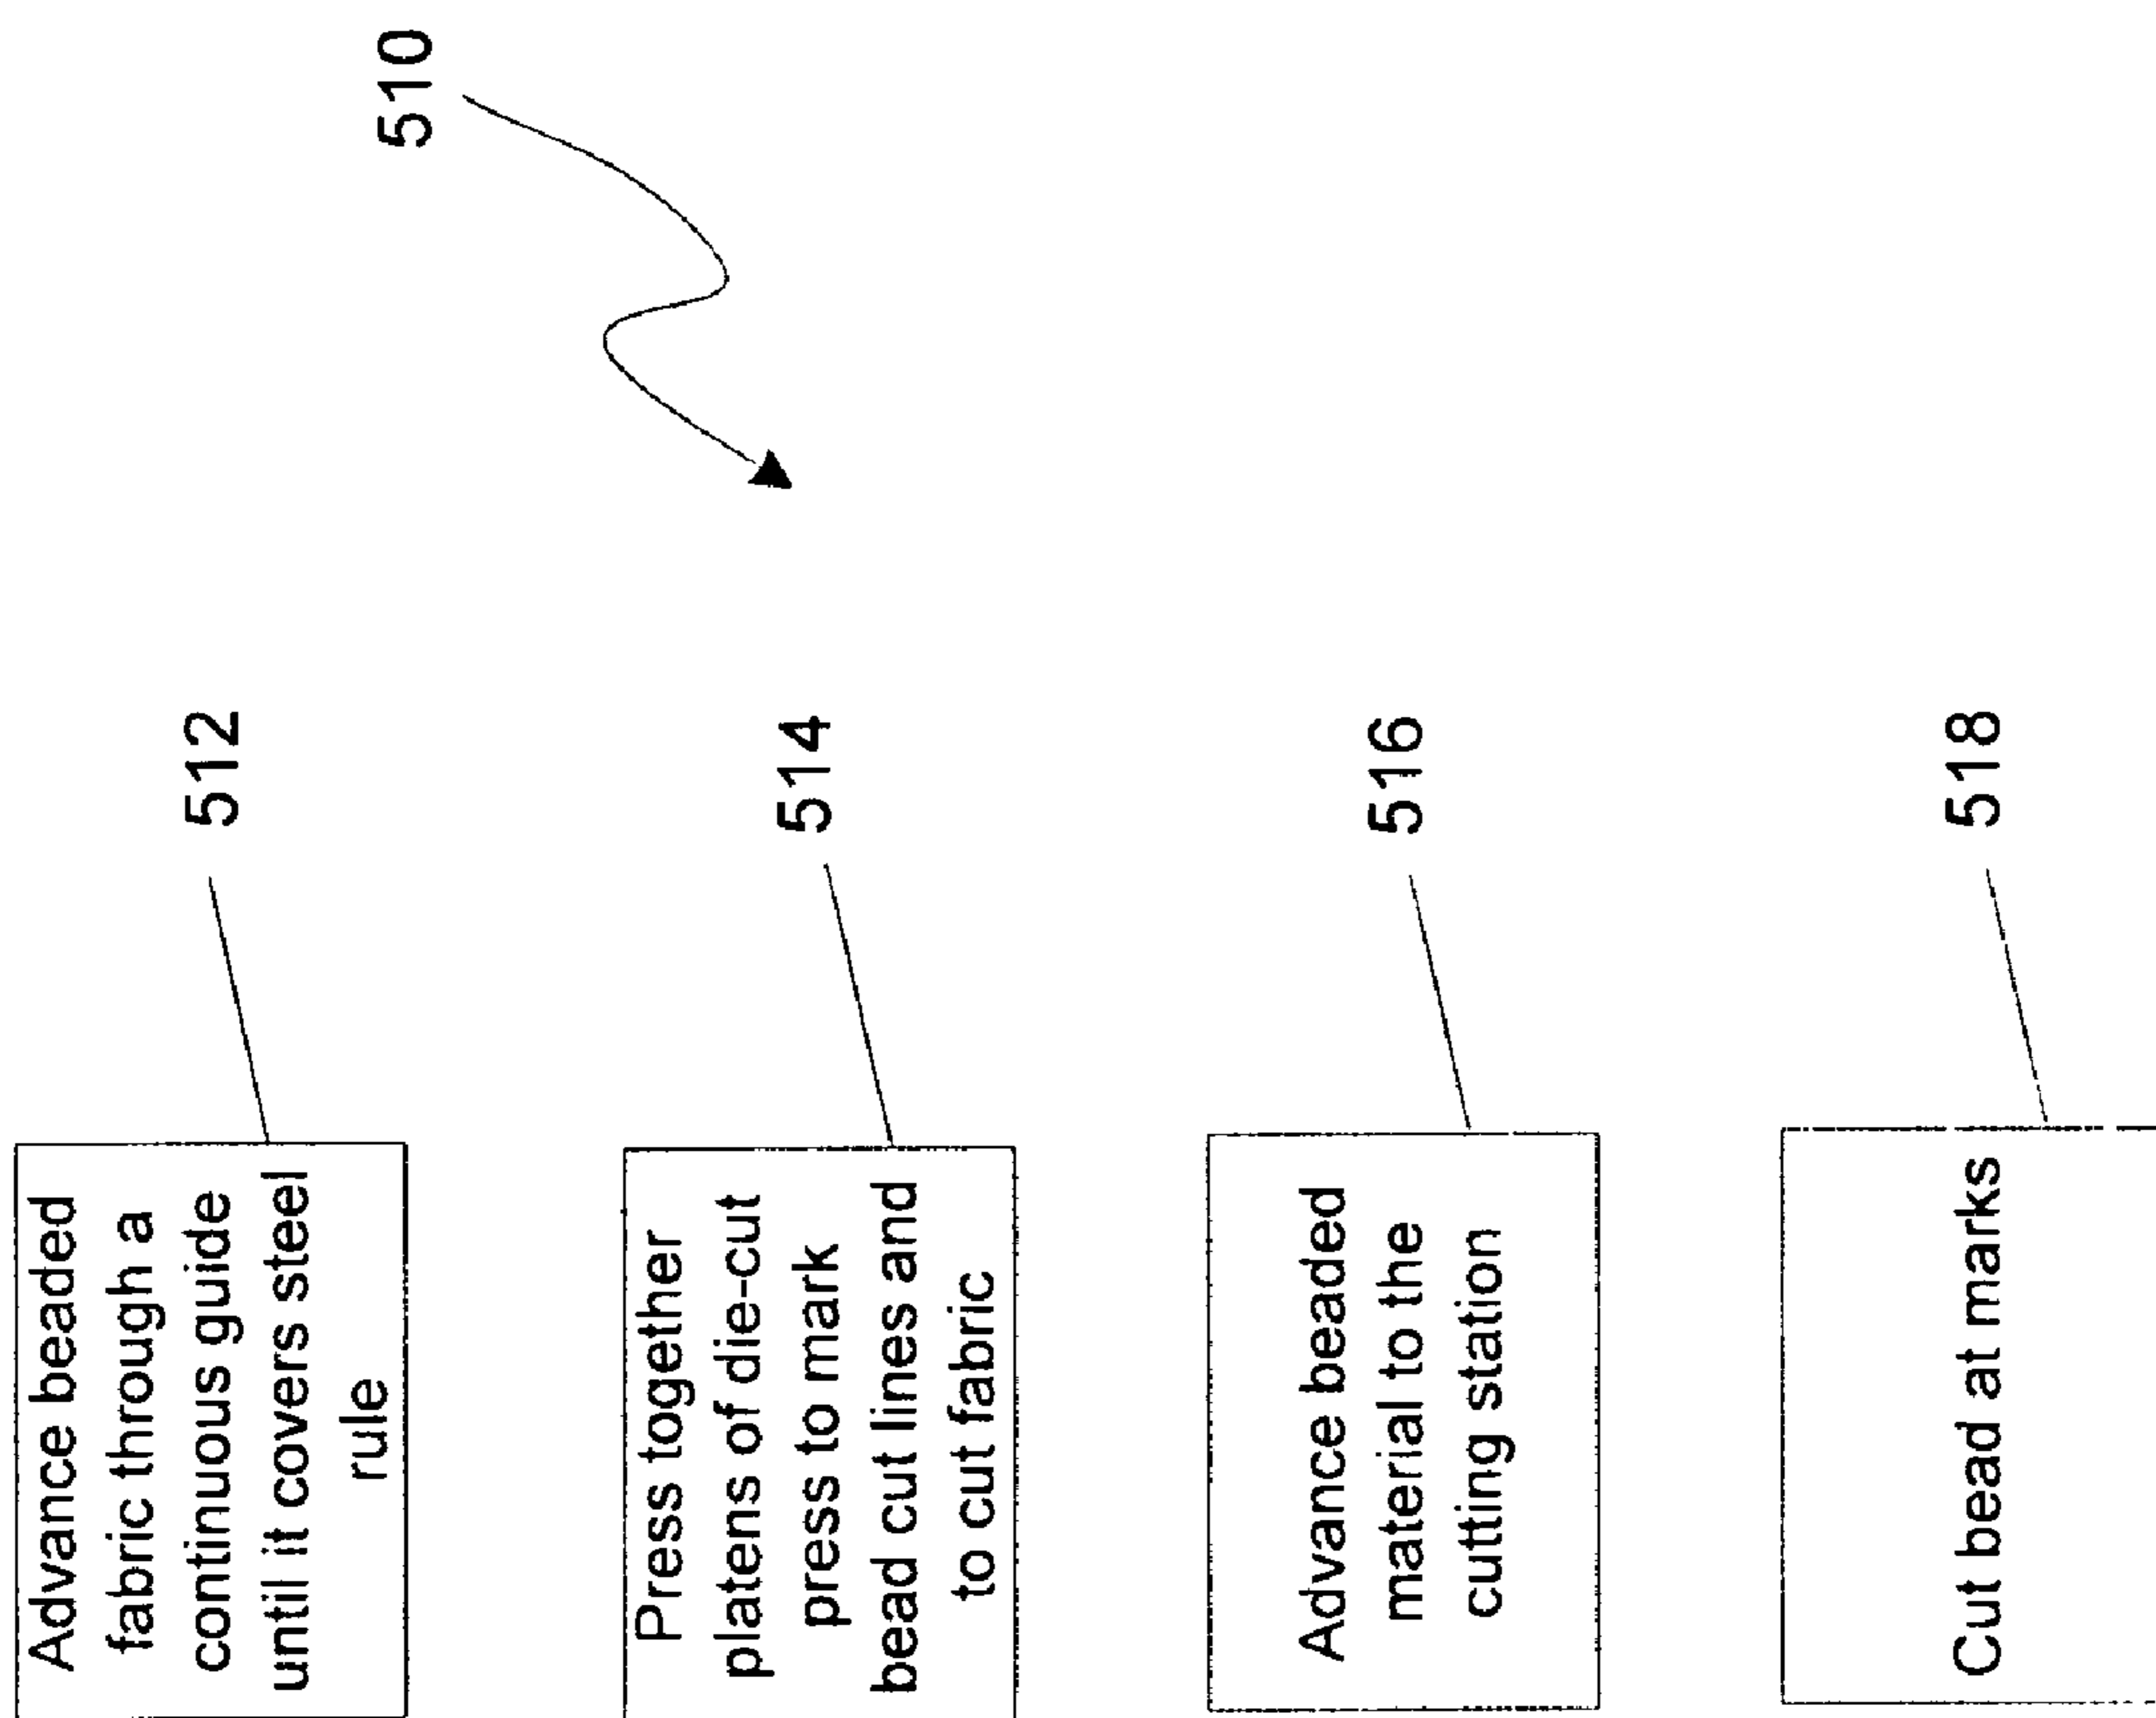 510
Advance beaded
fabric through a
continuous guide
until it covers steel
rule
512
Press together
platens of die-cut
press to mark
bead cut lines and
to cut fabric
514
Advance beaded
material to the
cutting station
516
Cut bead at marks
518